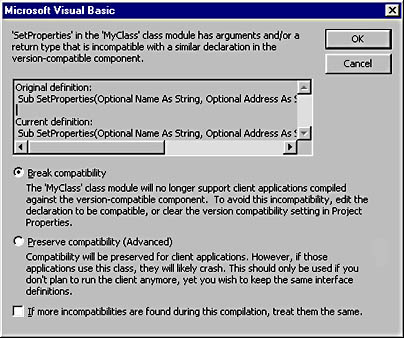 Microsoft Visual Basic
'SetProperties' in the 'MyClass' class module has arguments and/or a
return type that is incompatible with a similar declaration in the
version-compatible component.
OK
Cancel
Original definition:
Sub SetProperties(Optional Name As String, Optional Address As S
Current definition:
Sub SetProperties(Optional Name As String, Optional Address As S
Break compatibility
The 'MyClass' class module will no longer support client applications compiled
against the version-compatible component. To avoid this incompatibility, edit the
declaration to be compatible, or clear the version compatibility setting in Project
Properties.
Preserve compatibility (Advanced)
Compatibility will be preserved for client applications. However, if those
applications use this class, they will likely crash. This should only be used if you
don't plan to run the client anymore, yet you wish to keep the same interface
definitions.
If more incompatibilities are found during this compilation, treat them the same.